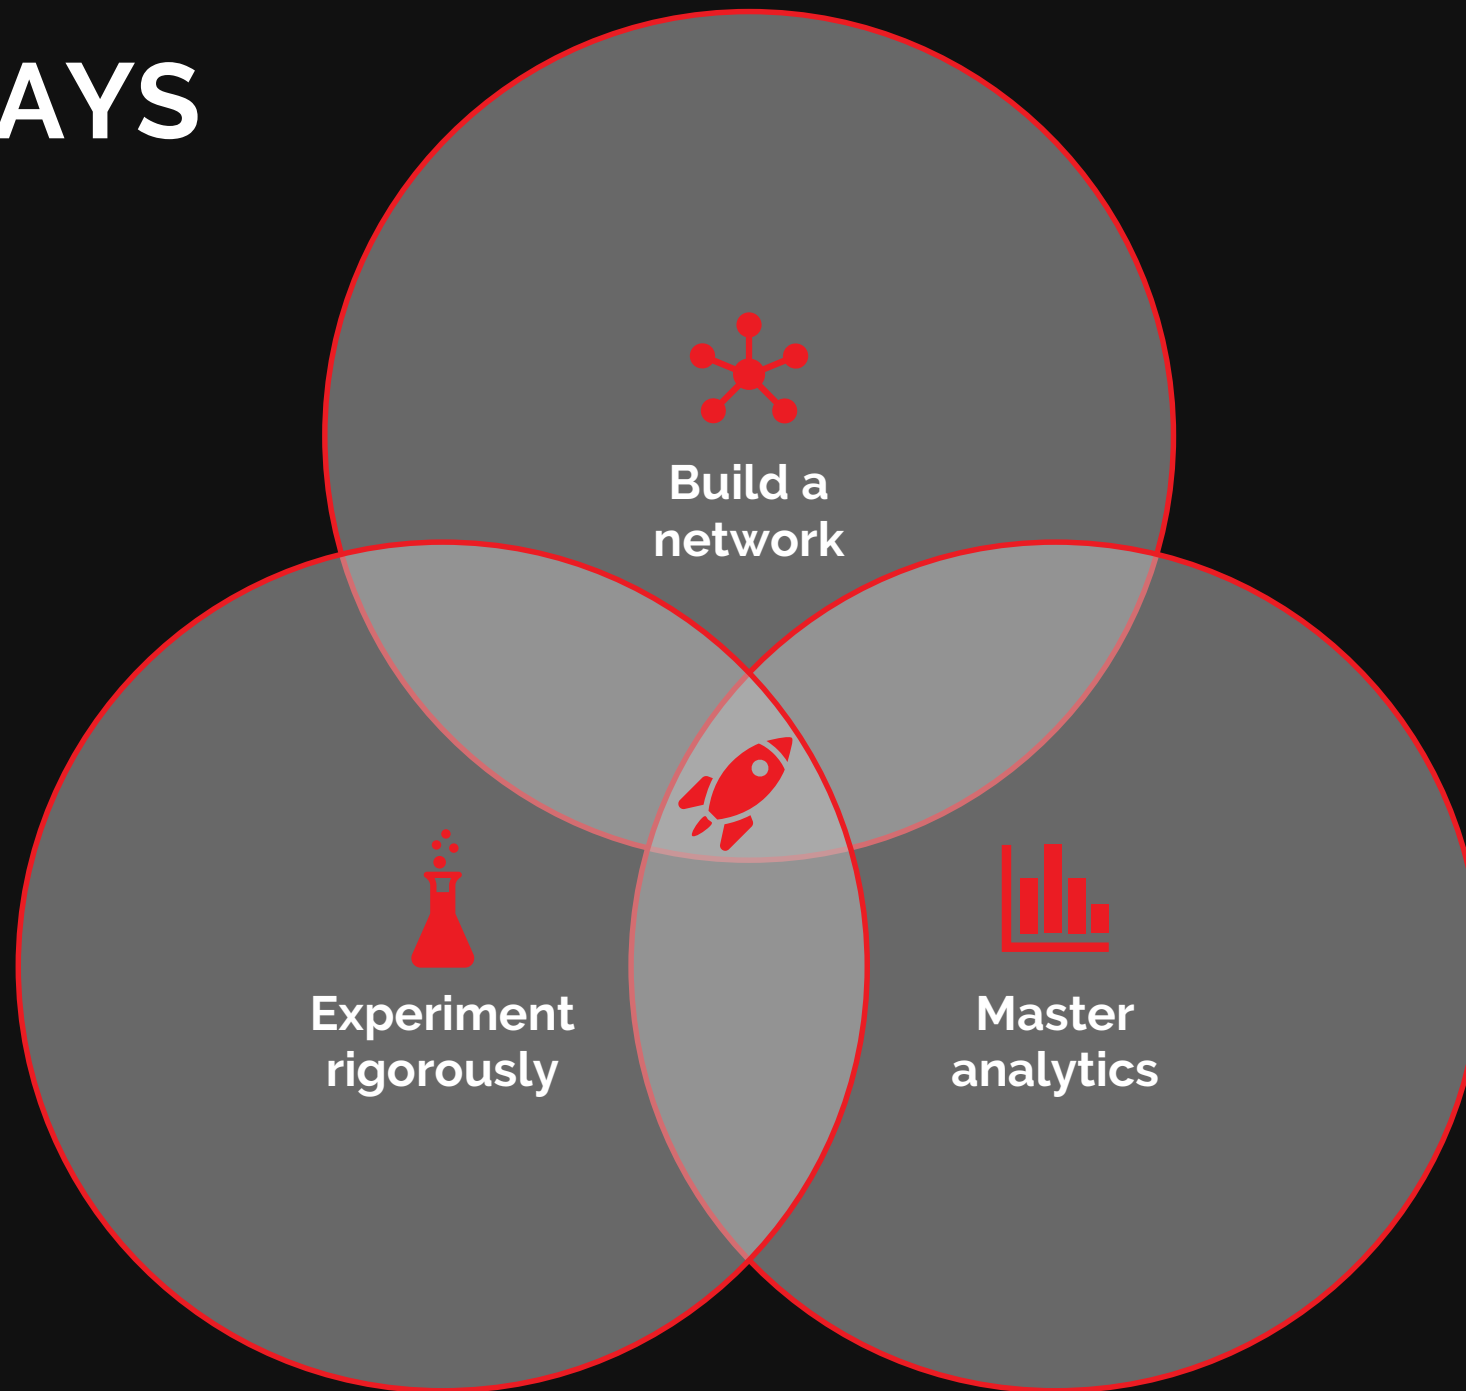 AYS
Build a
network
Experiment
rigorously
Master
analytics